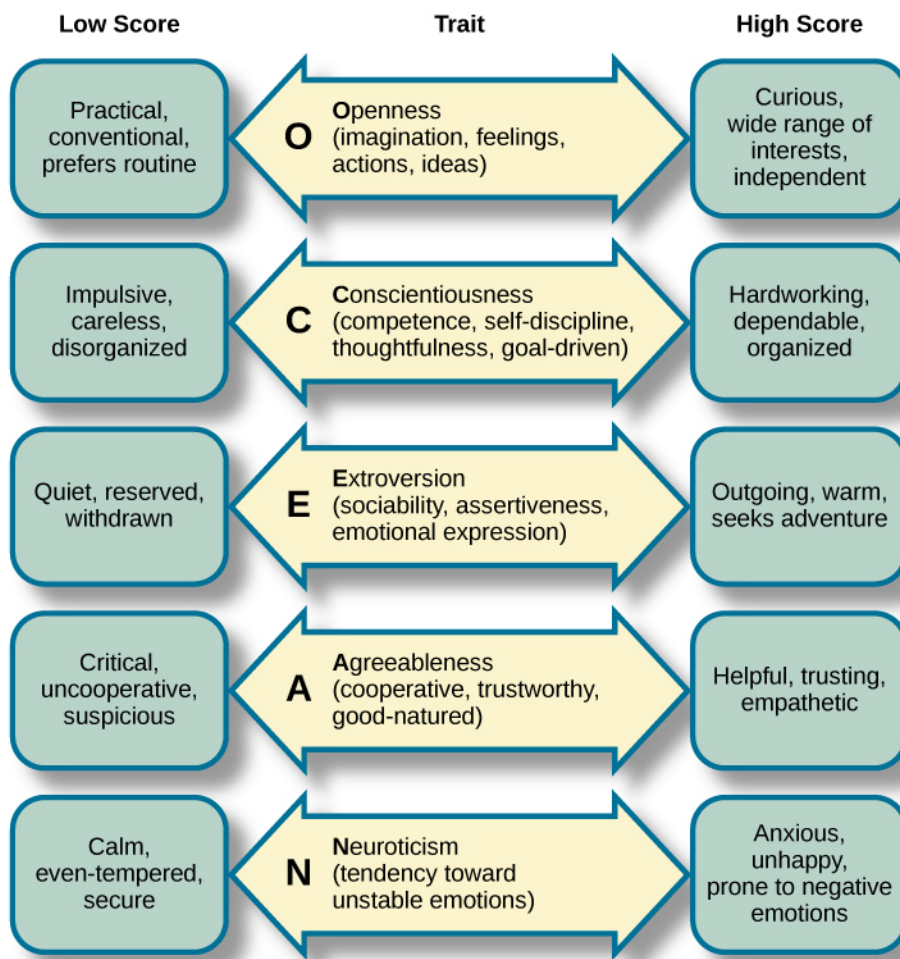 Low Score
Trait
High Score
Practical,
conventional,
prefers routine
O
Openness
(imagination, feelings,
actions, ideas)
Curious,
wide range of
interests,
independent
Impulsive,
careless,
disorganized
C
Conscientiousness
(competence, self-discipline,
thoughtfulness, goal-driven)
Hardworking,
dependable,
organized
Quiet, reserved,
withdrawn
E
Extroversion
(sociability, assertiveness,
emotional expression)
Outgoing, warm,
seeks adventure
Critical,
uncooperative,
suspicious
A
Agreeableness
(cooperative, trustworthy,
good-natured)
Helpful, trusting,
empathetic
Calm,
even-tempered,
secure
N
Neuroticism
(tendency toward
unstable emotions)
Anxious,
unhappy,
prone to negative
emotions